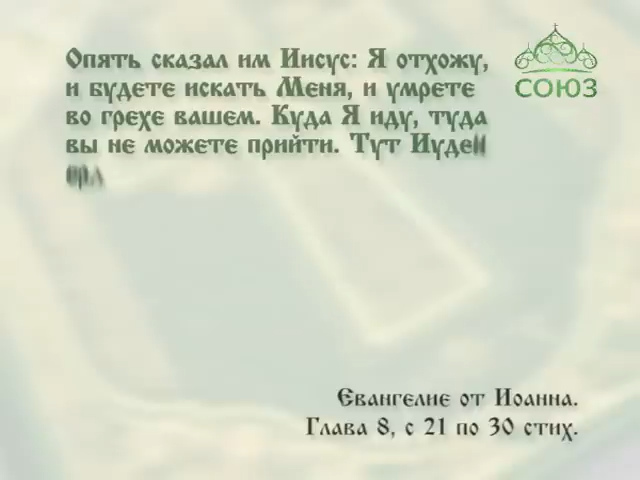 Опять сказал им Иисус: Я отхожу,
и будете искать Меня, и умрете
во грехе вашем. Куда Я иду, туда
вы не можете прийти. Тут Иудеи
СОЮЗ
Евангелие от Иоанна.
Глава 8, с 21 по 30 стих.